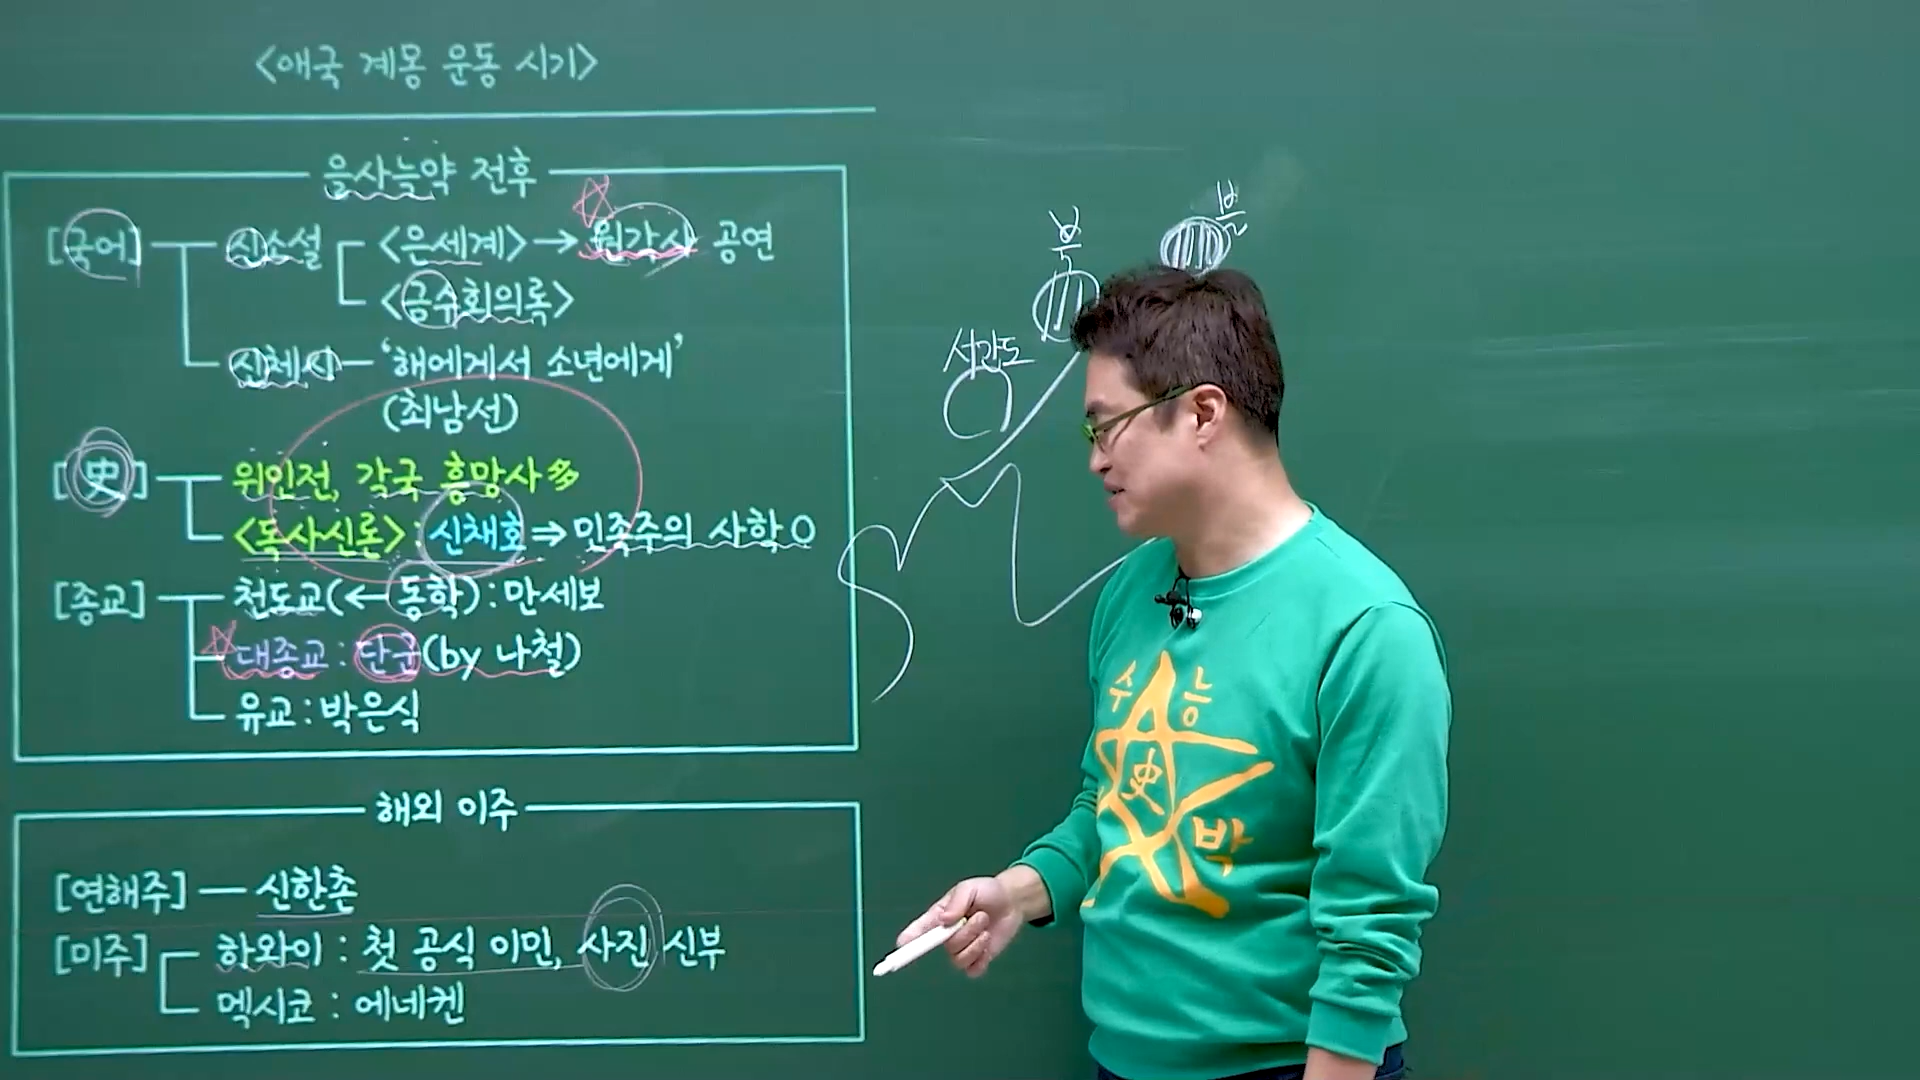 <애국 계몽 운동 시기>
을사늑약 전후
[국어] 신소설 <은세계>→원각사 공연
<금수회의록>
신체시 - '해에게서 소년에게'
(최남선)
[史] 위인전, 각국 흥망사 多
<독사신론> : 신채호 ⇒ 민족주의 사학 O
[종교] 천도교(←동학) : 만세보
대종교 : 단군(by 나철)
유교 : 박은식
해외 이주
[연해주] - 신한촌
[미주] 하와이 : 첫 공식 이민, 사진 신부
멕시코 : 에네켄
북
서간도
수능
史
박